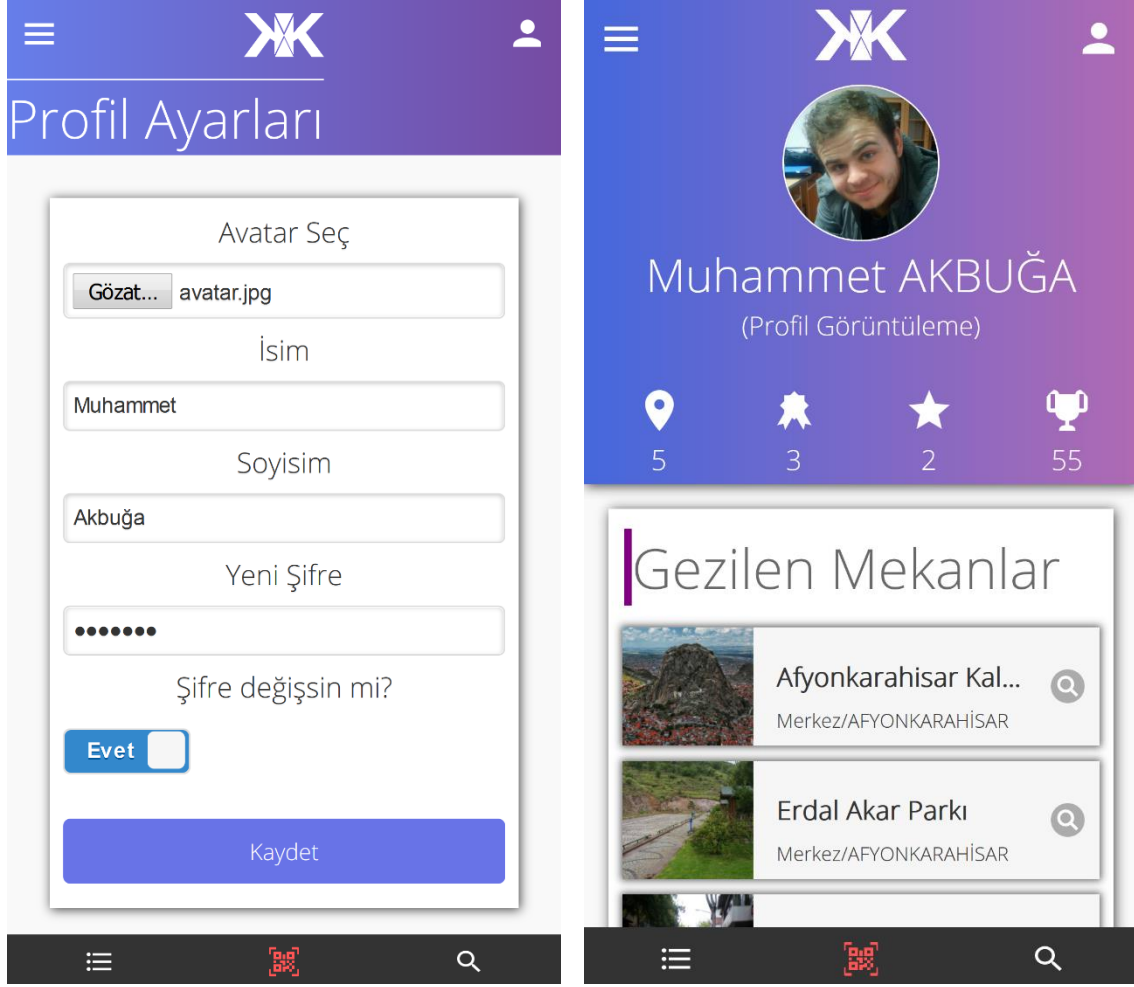 Profil Ayarları
Avatar Seç
Gözat... avatar.jpg
İsim
Muhammet
Soyisim
Akbuğa
Yeni Şifre
•••••••
Şifre değişsin mi?
Evet
Kaydet
Muhammet AKBUĞA
(Profil Görüntüleme)
5 3 2 55
Gezilen Mekanlar
Afyonkarahisar Kal...
Merkez/AFYONKARAHİSAR
Erdal Akar Parkı
Merkez/AFYONKARAHİSAR